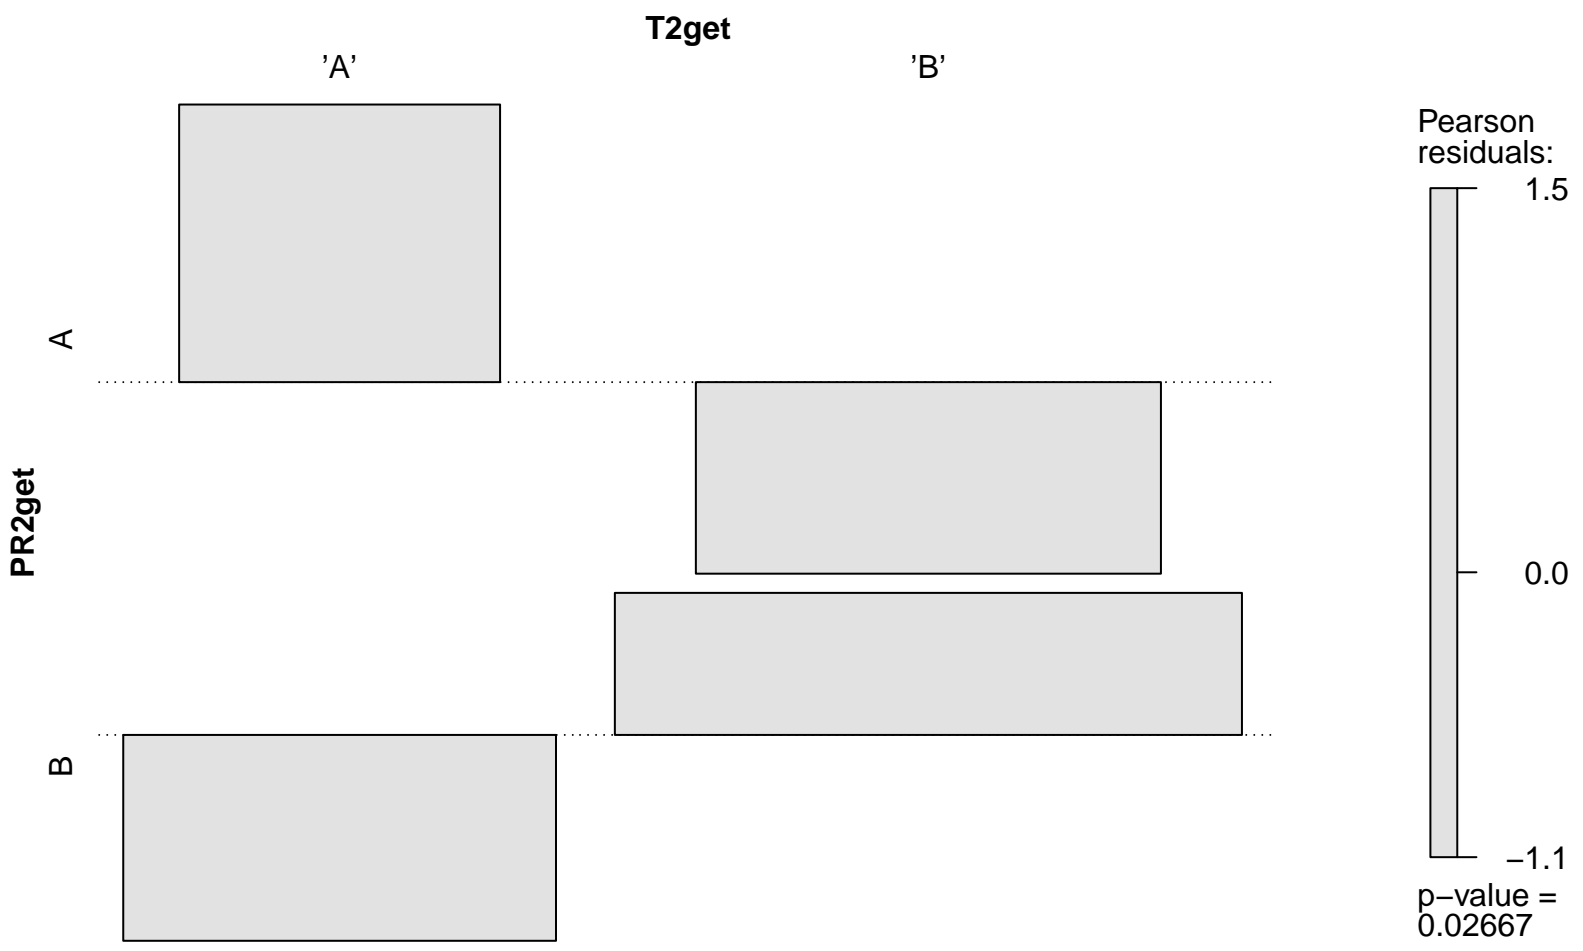 T2get
’A’
’B’
Pearson
residuals:
1.5
A
PR2get
0.0
B
−1.1
p−value =
0.02667